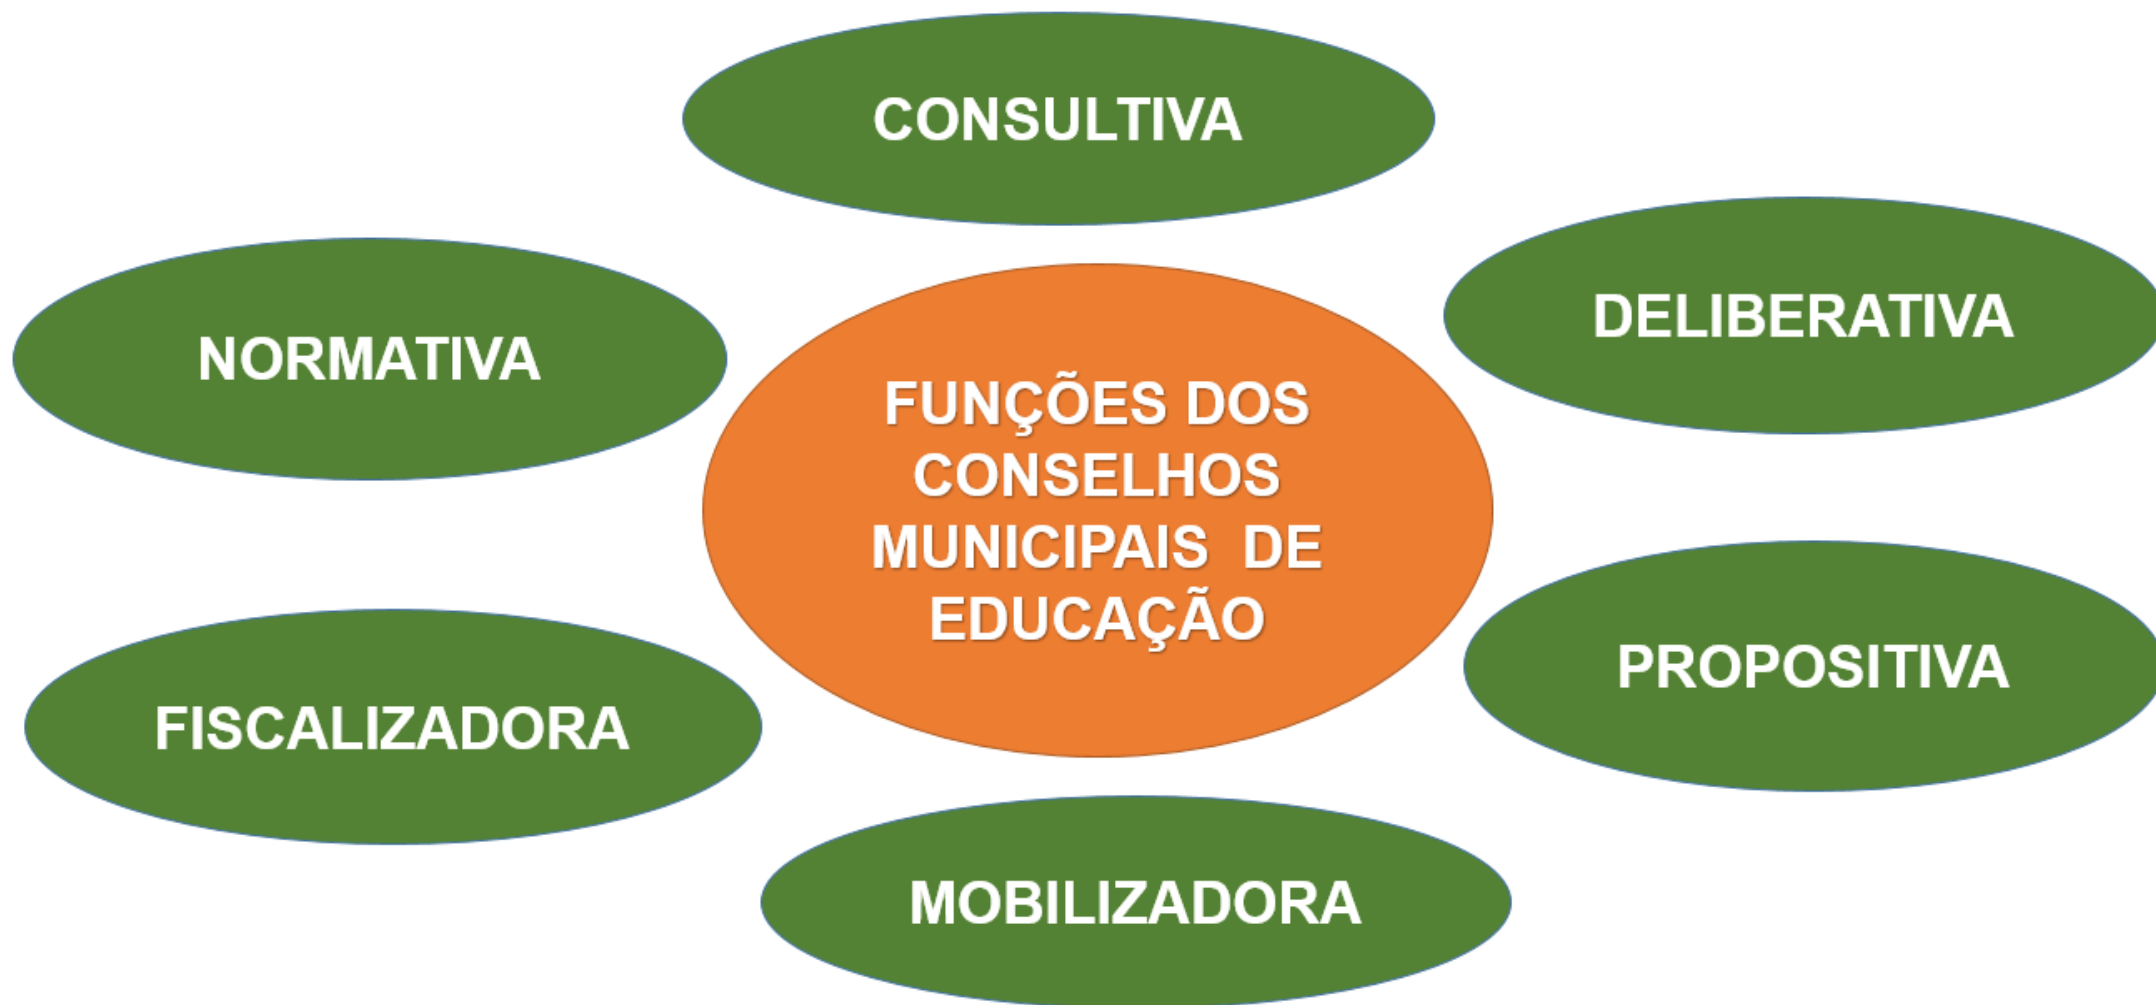 CONSULTIVA
DELIBERATIVA
NORMATIVA
FUNÇÕES DOS
CONSELHOS
MUNICIPAIS DE
EDUCAÇÃO
PROPOSITIVA
FISCALIZADORA
MOBILIZADORA